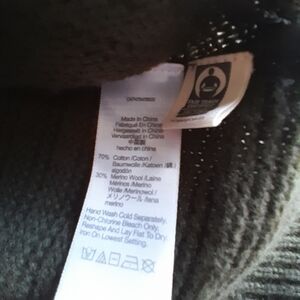 Made In China
Fabriqué En Chine
Hergestellt In China
Vervaardigd In China
中国製
hecho en china
70% Cotton / Coton /
Baumwolle / Katoen / 綿 /
algodón
30% Merino Wool / Laine
Mérinos / Merino
Wolle / Merinowol /
メリノウール / lana
merino
Hand Wash Cold Separately.
Non-Chlorine Bleach Only.
Reshape And Lay Flat To Dry.
Iron On Lowest Setting.